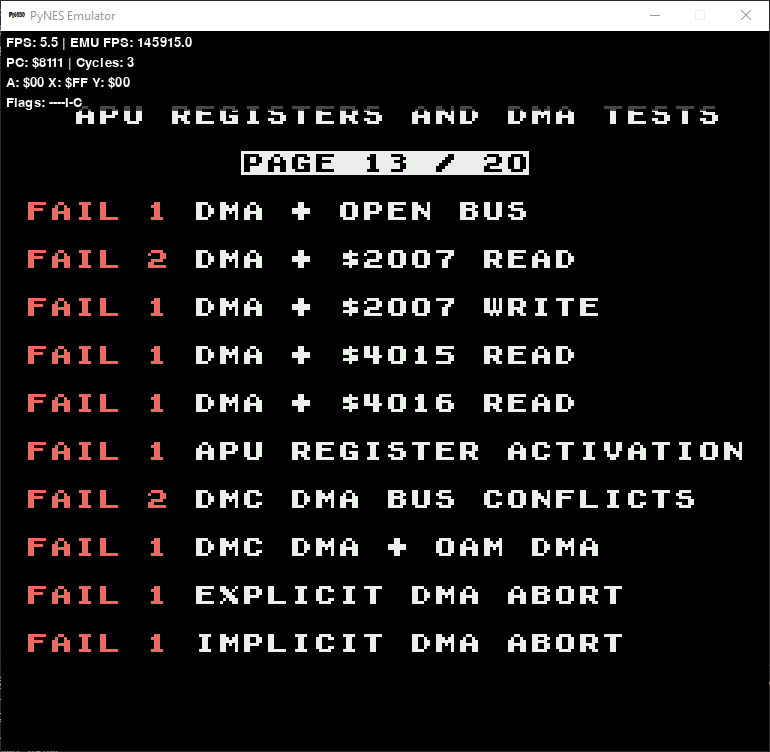 PyNES Emulator
FPS: 5.5 | EMU FPS: 145915.0
PC: $8111 | Cycles: 3
A: $00 X: $FF Y: $00
Flags: ----I-C
APU REGISTERS AND DMA TESTS
PAGE 13 / 20
FAIL 1 DMA + OPEN BUS
FAIL 2 DMA + $2007 READ
FAIL 1 DMA + $2007 WRITE
FAIL 1 DMA + $4015 READ
FAIL 1 DMA + $4016 READ
FAIL 1 APU REGISTER ACTIVATION
FAIL 2 DMC DMA BUS CONFLICTS
FAIL 1 DMC DMA + OAM DMA
FAIL 1 EXPLICIT DMA ABORT
FAIL 1 IMPLICIT DMA ABORT